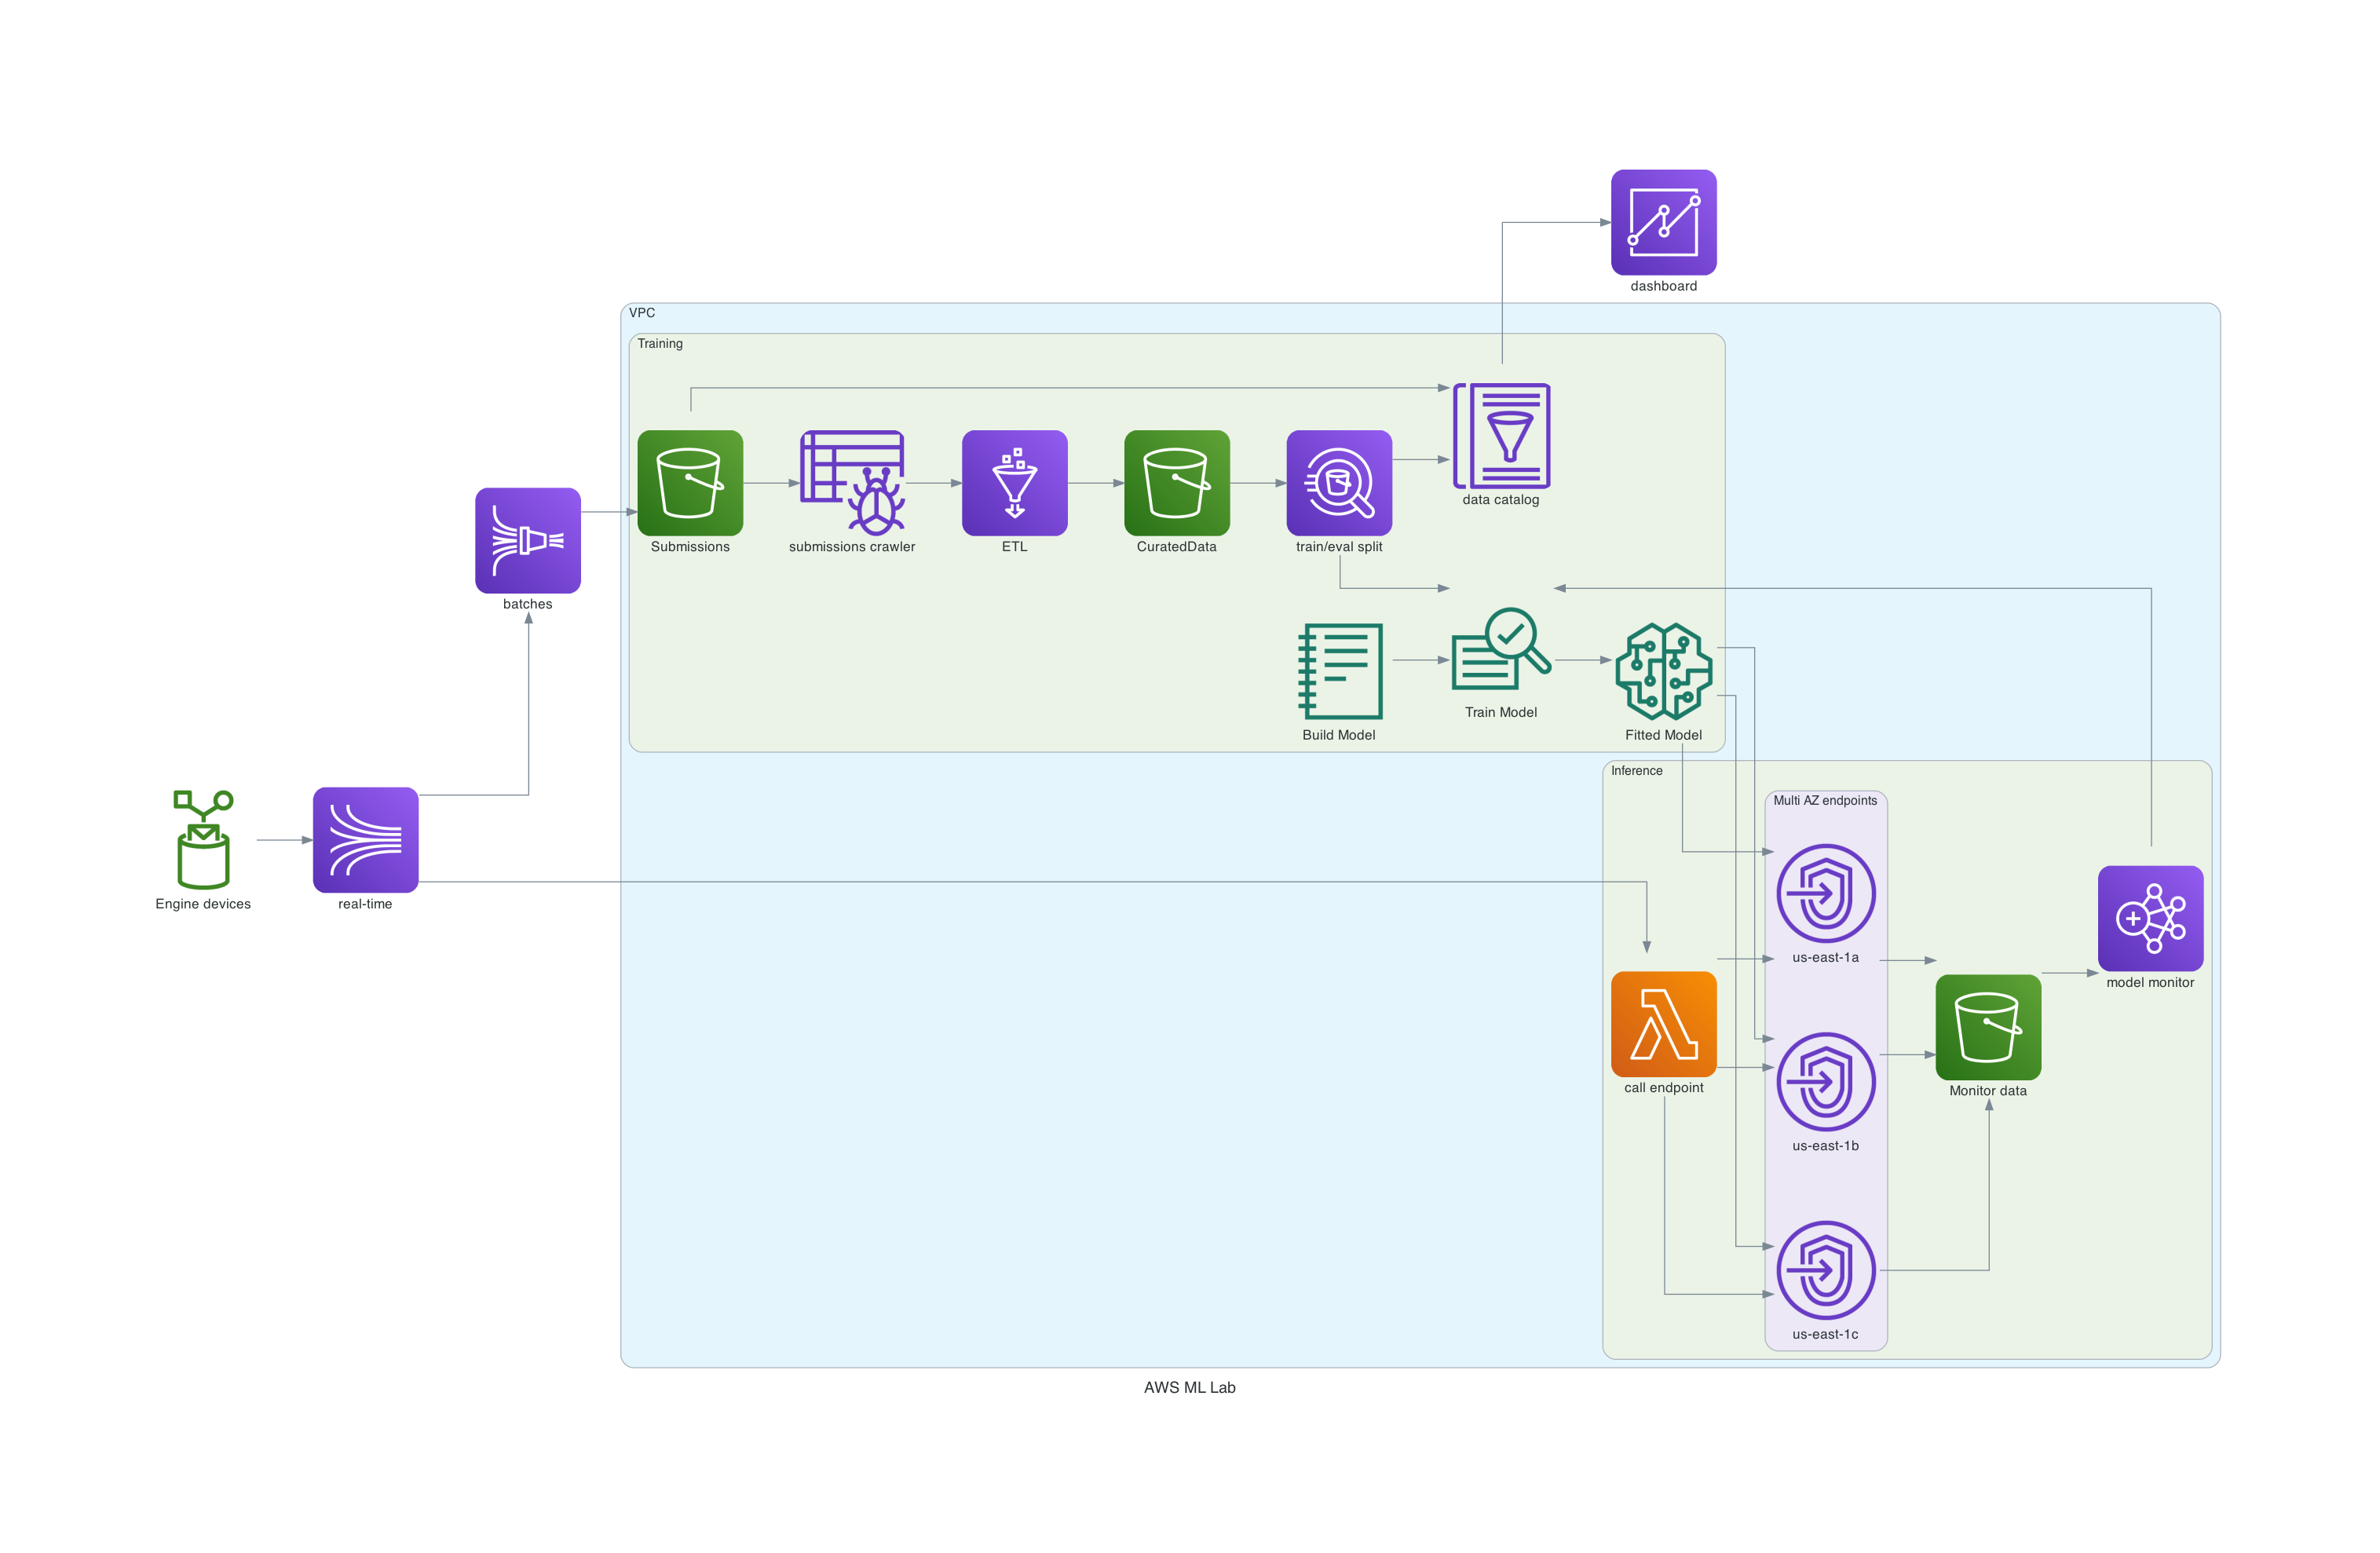 dashboard
VPC
Training
data catalog
Submissions
submissions crawler
ETL
CuratedData
train/eval split
batches
Build Model
Train Model
Fitted Model
Inference
Multi AZ endpoints
Engine devices
real-time
us-east-1a
model monitor
call endpoint
Monitor data
us-east-1b
us-east-1c
AWS ML Lab